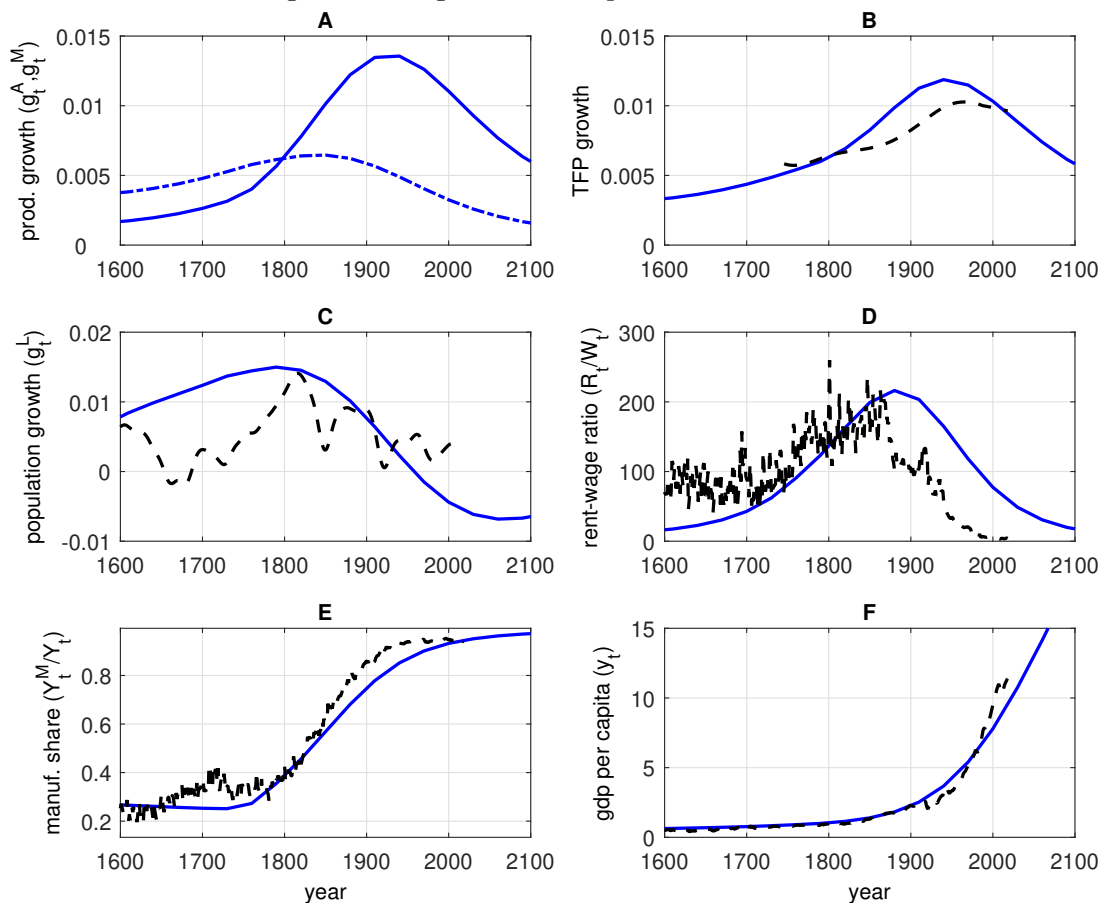 A
prod. growth (g_t^A, g_t^M)
0.015
0.01
0.005
0
1600 1700 1800 1900 2000 2100
B
TFP growth
0.015
0.01
0.005
0
1600 1700 1800 1900 2000 2100
C
population growth (g_t^L)
0.02
0.01
0
-0.01
1600 1700 1800 1900 2000 2100
D
rent-wage ratio (R_t/W_t)
300
200
100
0
1600 1700 1800 1900 2000 2100
E
manuf. share (Y_t^M/Y_t)
0.8
0.6
0.4
0.2
1600 1700 1800 1900 2000 2100
year
F
gdp per capita (y_t)
15
10
5
0
1600 1700 1800 1900 2000 2100
year